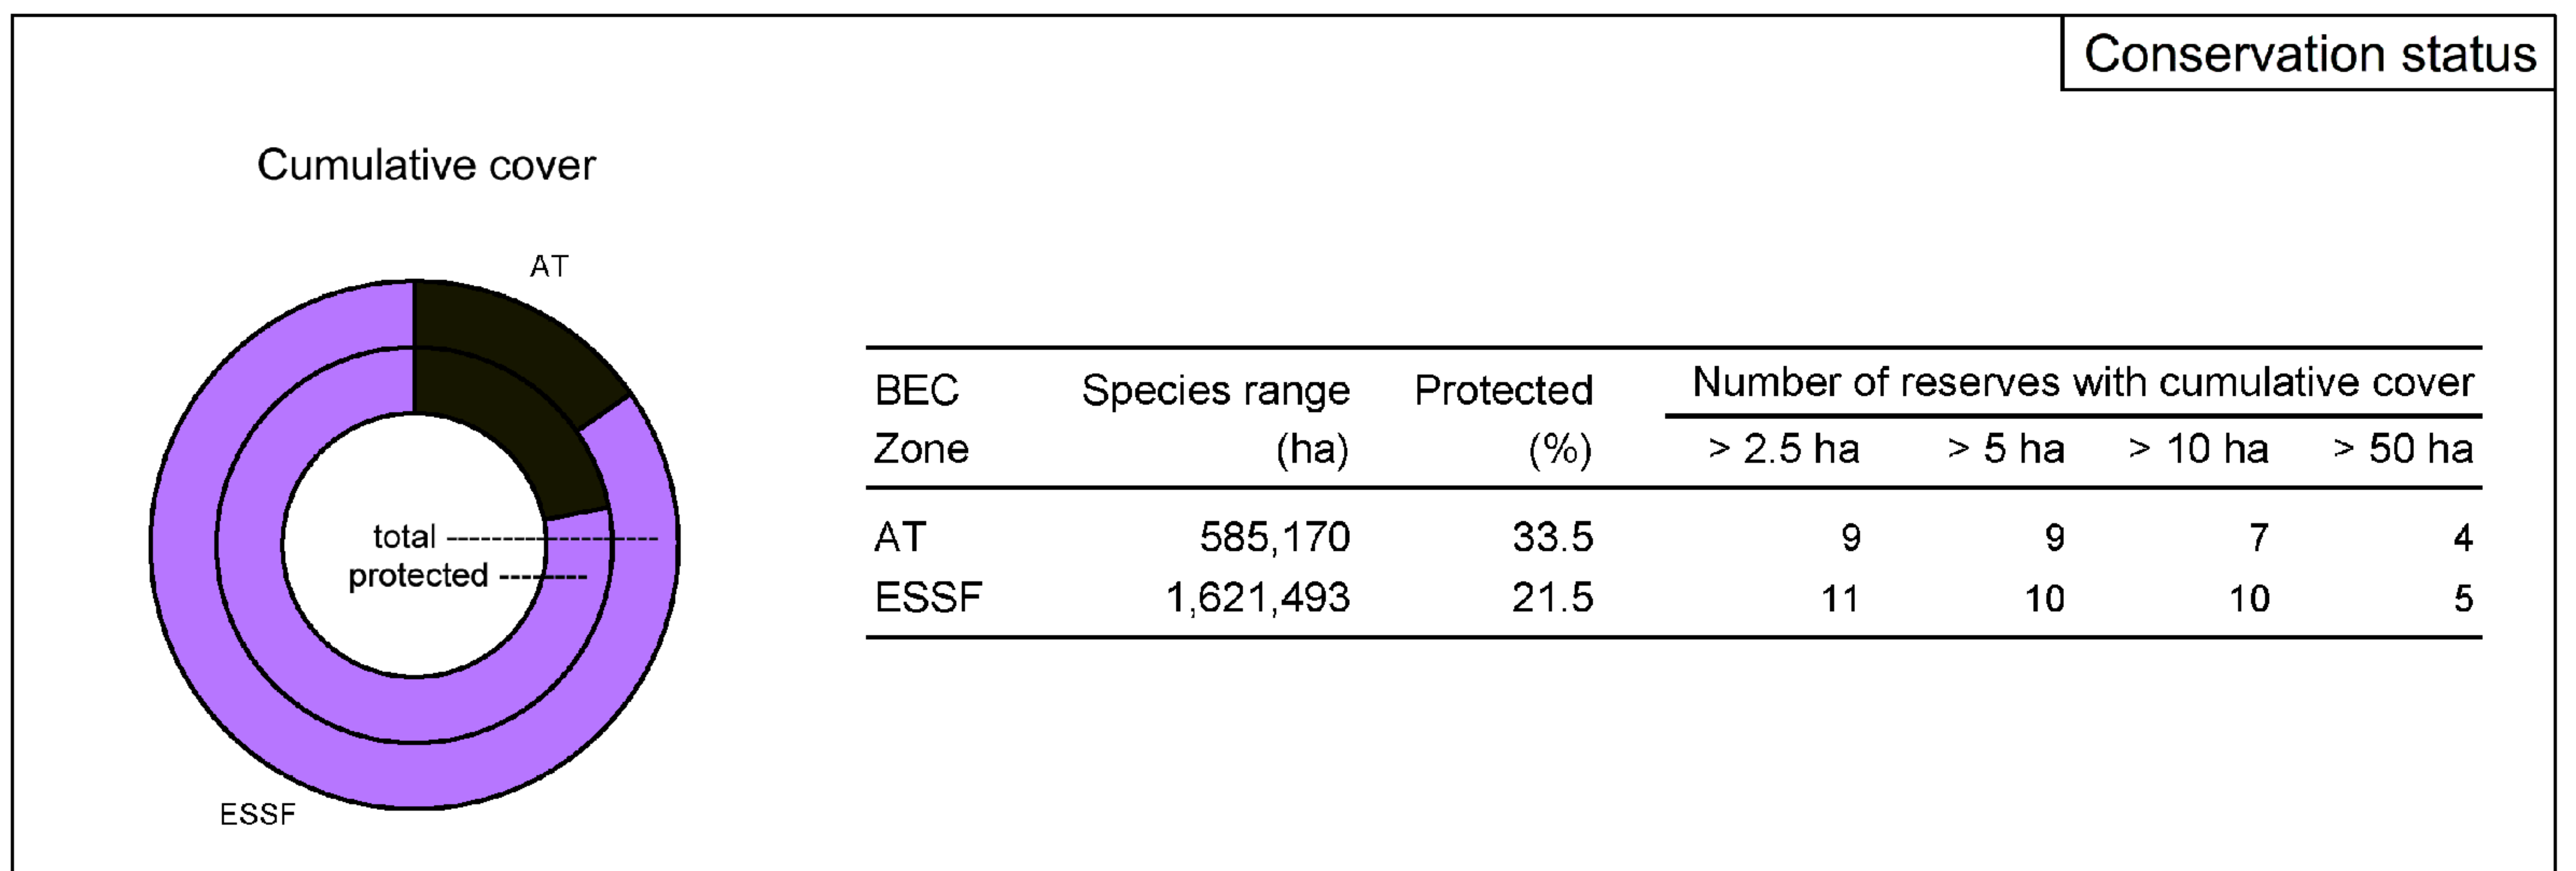 Conservation status
Cumulative cover
AT
total
protected
ESSF
BEC Species range Protected Number of reserves with cumulative cover
Zone (ha) (%) > 2.5 ha > 5 ha > 10 ha > 50 ha
AT 585,170 33.5 9 9 7 4
ESSF 1,621,493 21.5 11 10 10 5